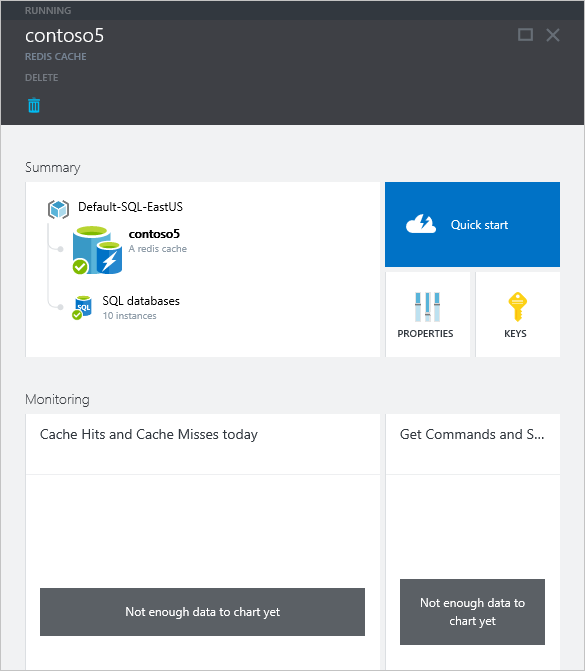 RUNNING
contoso5
REDIS CACHE
DELETE
Summary
Default-SQL-EastUS
contoso5
A redis cache
SQL
SQL databases
10 instances
Quick start
PROPERTIES
KEYS
Monitoring
Cache Hits and Cache Misses today
Not enough data to chart yet
Get Commands and S...
Not enough data to
chart yet